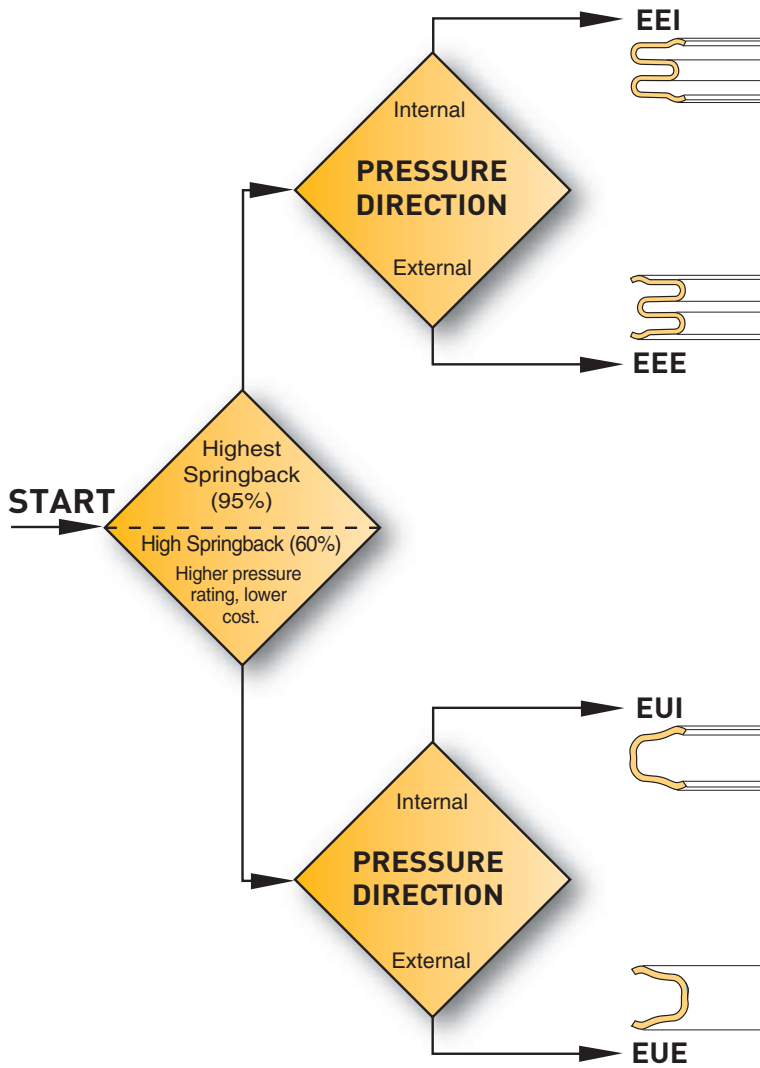 EEI
Internal
PRESSURE
DIRECTION
External
EEE
Highest
Springback
(95%)
START
High Springback (60%)
Higher pressure
rating, lower
cost.
EUI
Internal
PRESSURE
DIRECTION
External
EUE